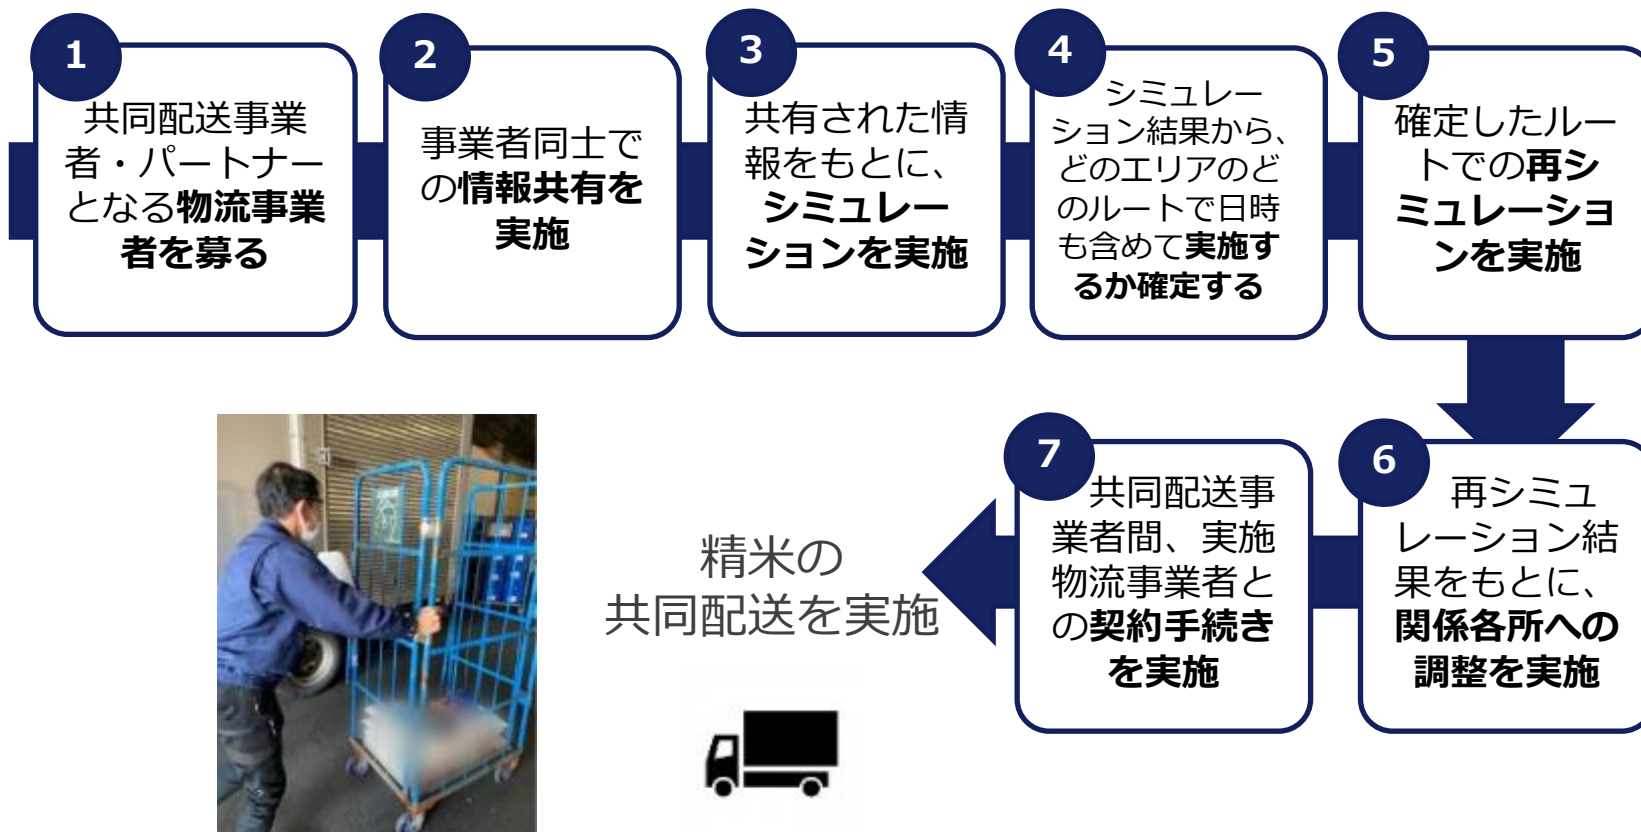 1
共同配送事業
者・パートナー
となる物流事業
者を募る
2
事業者同士で
の情報共有を
実施
3
共有された情
報をもとに、
シミュレー
ションを実施
4
シミュレー
ション結果から、
どのエリアのど
のルートで日時
も含めて実施す
るか確定する
5
確定したルー
トでの再シ
ミュレーショ
ンを実施
6
再シミュ
レーション結
果をもとに、
関係各所への
調整を実施
7
共同配送事
業者間、実施
物流事業者と
の契約手続き
を実施
精米の
共同配送を実施